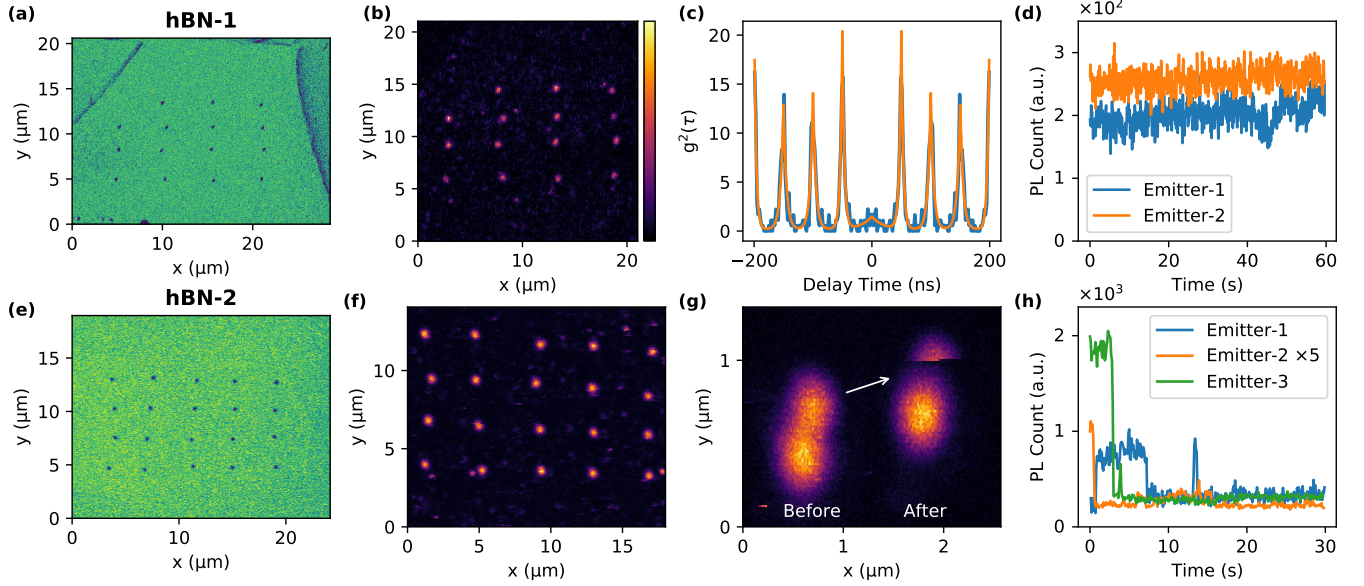 (a)
hBN-1
20
15
10
5
0
y (μm)
0
10
20
x (μm)
(b)
20
15
10
5
0
y (μm)
0
10
20
x (μm)
(c)
20
15
10
5
0
g²(τ)
−200
0
200
Delay Time (ns)
(d)
×10²
3
2
1
0
PL Count (a.u.)
Emitter-1
Emitter-2
0
20
40
60
Time (s)
(e)
hBN-2
15
10
5
0
y (μm)
0
10
20
x (μm)
(f)
10
5
0
y (μm)
0
5
10
15
x (μm)
(g)
1
0
y (μm)
Before
After
0
1
2
x (μm)
(h)
×10³
2
1
0
PL Count (a.u.)
Emitter-1
Emitter-2 ×5
Emitter-3
0
10
20
30
Time (s)